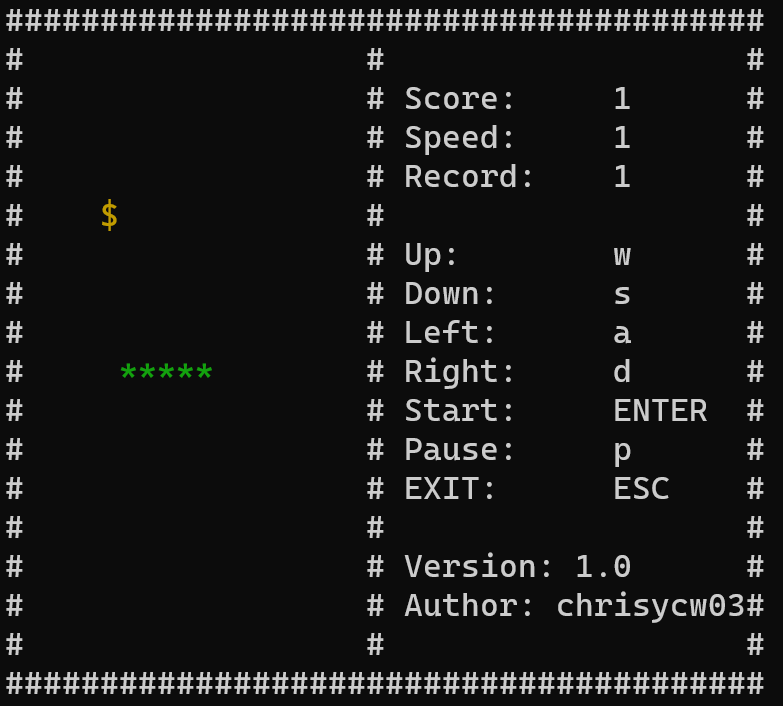 ########################################
#                  #                   #
#                  # Score:     1      #
#                  # Speed:     1      #
#                  # Record:    1      #
#    $             #                   #
#                  # Up:        w      #
#                  # Down:      s      #
#                  # Left:      a      #
#     *****        # Right:     d      #
#                  # Start:     ENTER  #
#                  # Pause:     p      #
#                  # EXIT:      ESC    #
#                  #                   #
#                  # Version: 1.0      #
#                  # Author: chrisycw03#
#                  #                   #
########################################